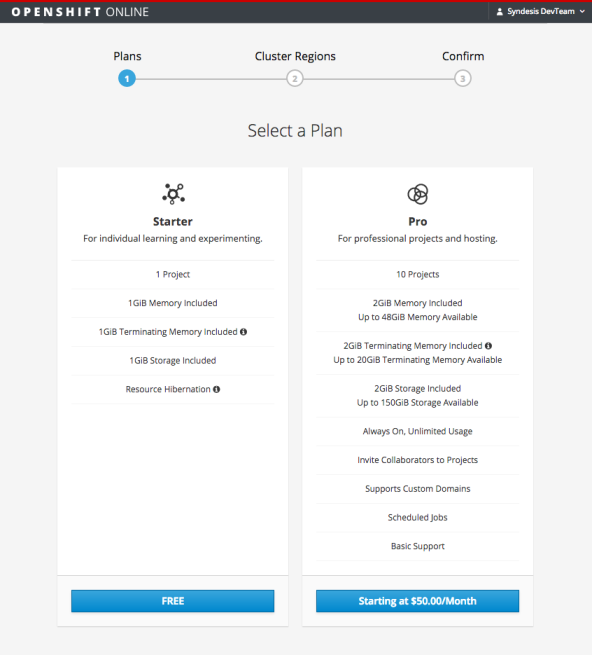 OPENSHIFT ONLINE
Syndesis DevTeam
Plans
Cluster Regions
Confirm
1
2
3
Select a Plan
Starter
For individual learning and experimenting.
1 Project
1GiB Memory Included
1GiB Terminating Memory Included
1GiB Storage Included
Resource Hibernation
FREE
Pro
For professional projects and hosting.
10 Projects
2GiB Memory Included
Up to 48GiB Memory Available
2GiB Terminating Memory Included
Up to 20GiB Terminating Memory Available
2GiB Storage Included
Up to 150GiB Storage Available
Always On, Unlimited Usage
Invite Collaborators to Projects
Supports Custom Domains
Scheduled Jobs
Basic Support
Starting at $50.00/Month